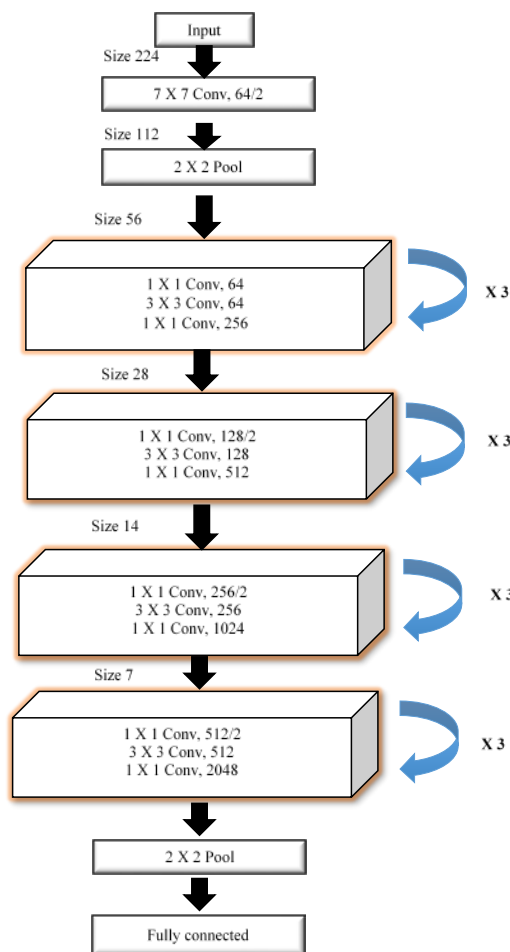 Input
Size 224
7 X 7 Conv, 64/2
Size 112
2 X 2 Pool
Size 56
1 X 1 Conv, 64
3 X 3 Conv, 64
1 X 1 Conv, 256
X 3
Size 28
1 X 1 Conv, 128/2
3 X 3 Conv, 128
1 X 1 Conv, 512
X 3
Size 14
1 X 1 Conv, 256/2
3 X 3 Conv, 256
1 X 1 Conv, 1024
X 3
Size 7
1 X 1 Conv, 512/2
3 X 3 Conv, 512
1 X 1 Conv, 2048
X 3
2 X 2 Pool
Fully connected